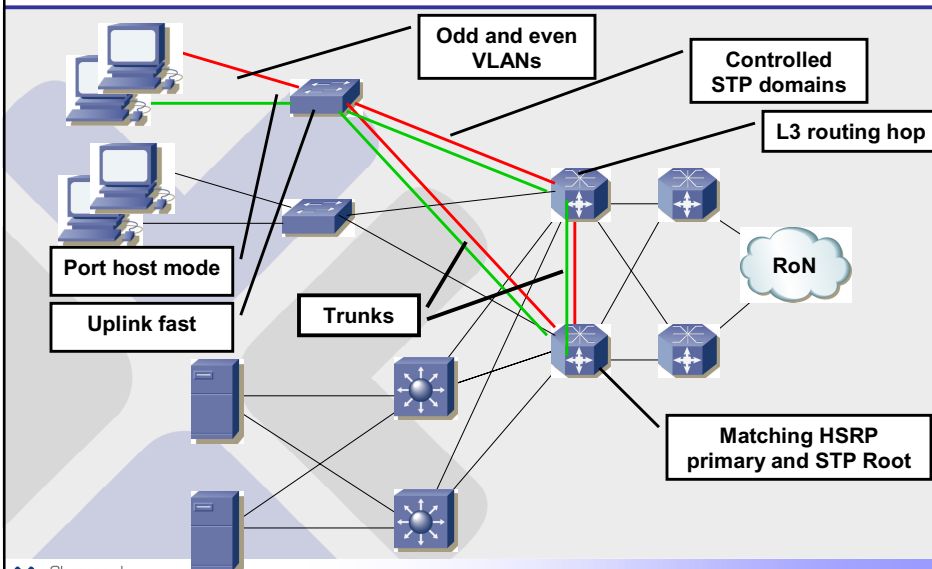 Odd and even
VLANs
Controlled
STP domains
L3 routing hop
Port host mode
Uplink fast
Trunks
RoN
Matching HSRP
primary and STP Root